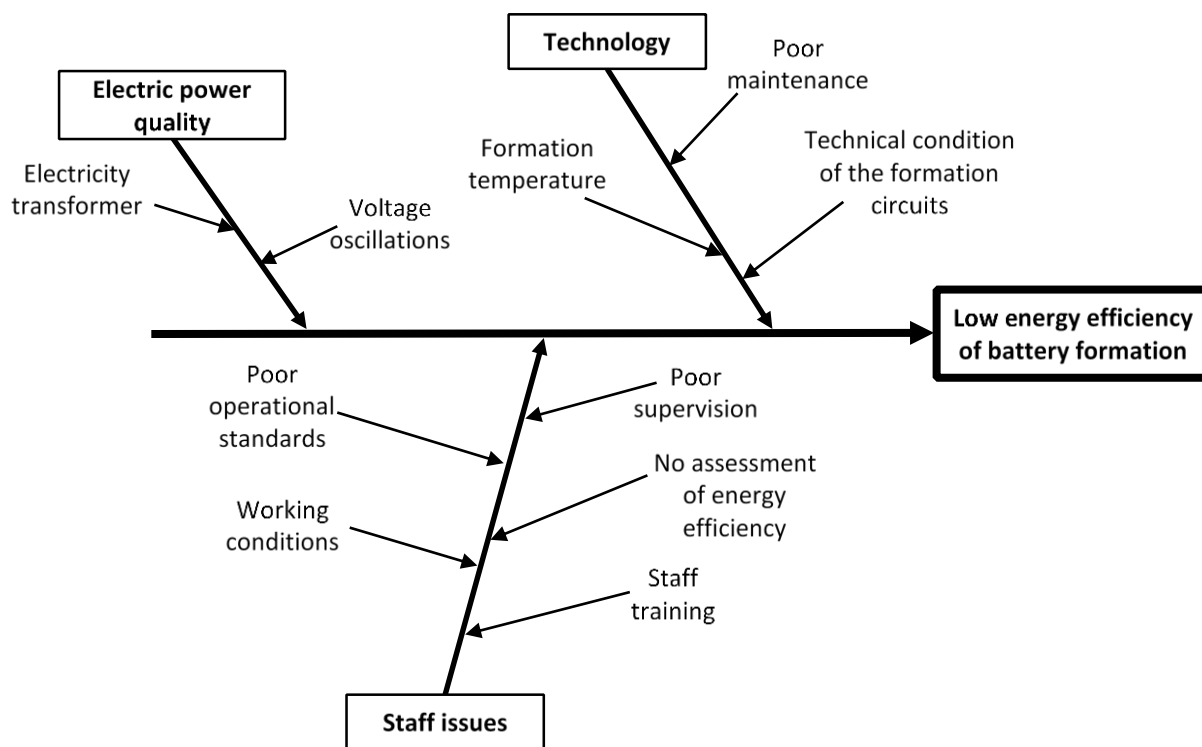 Technology
Poor
maintenance
Electric power
quality
Formation
temperature
Technical condition
of the formation
circuits
Electricity
transformer
Voltage
oscillations
Low energy efficiency
of battery formation
Poor
operational
standards
Poor
supervision
No assessment
of energy
efficiency
Working
conditions
Staff
training
Staff issues